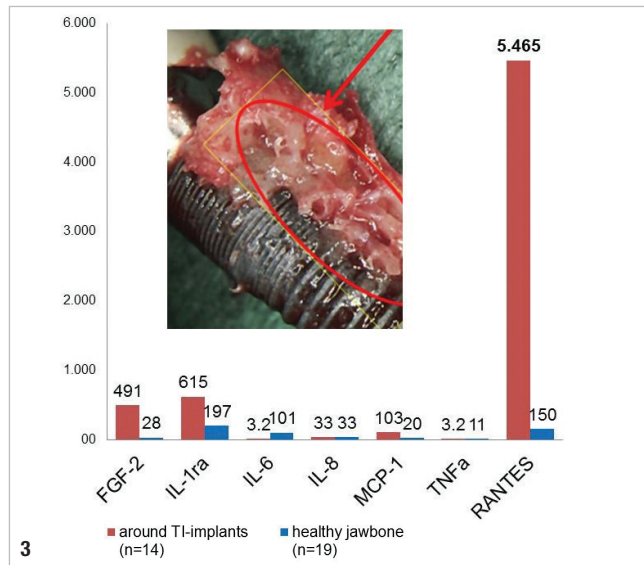 6.000
5.000
4.000
3.000
2.000
1.000
00
491
28
615
197
3.2
101
33
33
103
20
3.2
11
5.465
150
FGF-2
IL-1ra
IL-6
IL-8
MCP-1
TNFa
RANTES
around TI-implants
(n=14)
healthy jawbone
(n=19)
3